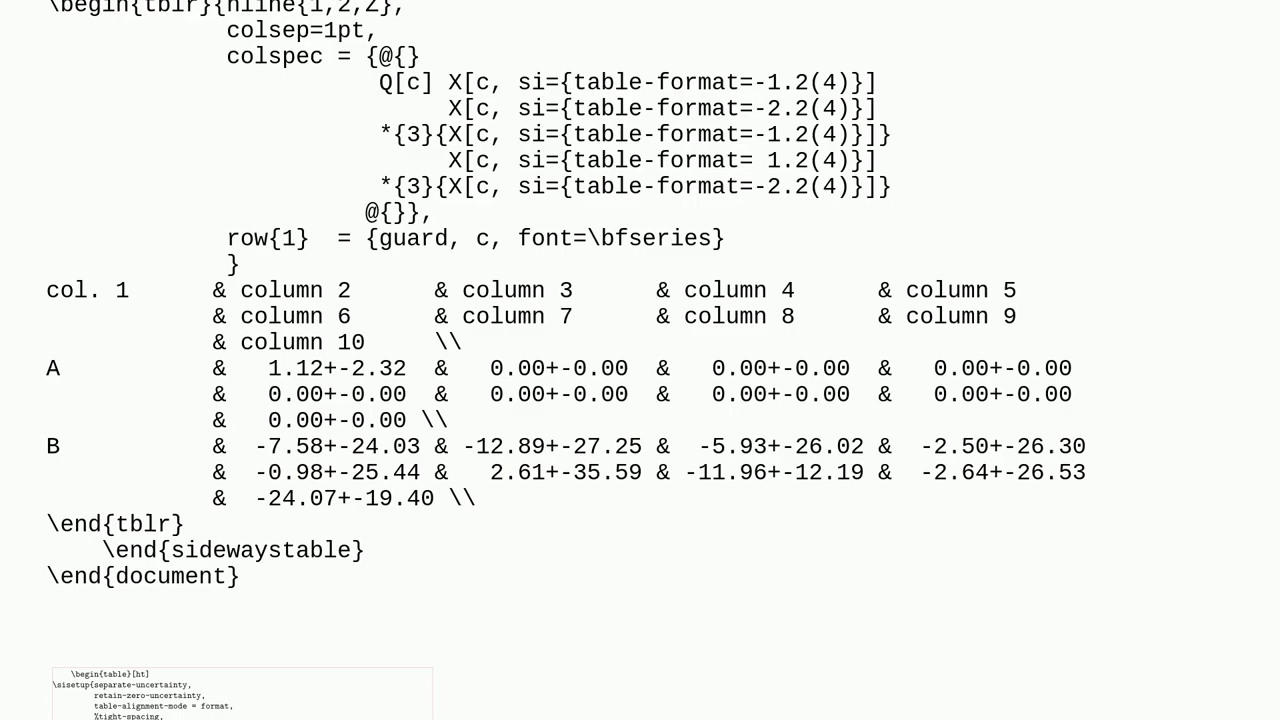 \begin{tblr}{hline{1,2,Z},
             colsep=1pt,
             colspec = {@{}
                        Q[c] X[c, si={table-format=-1.2(4)}]
                             X[c, si={table-format=-2.2(4)}]
                        *{3}{X[c, si={table-format=-1.2(4)}]}
                             X[c, si={table-format= 1.2(4)}]
                        *{3}{X[c, si={table-format=-2.2(4)}]}
                       @{}},
             row{1}  = {guard, c, font=\bfseries}
             }
col. 1      & column 2      & column 3      & column 4      & column 5
            & column 6      & column 7      & column 8      & column 9
            & column 10     \\
A           &   1.12+-2.32  &   0.00+-0.00  &   0.00+-0.00  &   0.00+-0.00
            &   0.00+-0.00  &   0.00+-0.00  &   0.00+-0.00  &   0.00+-0.00
            &   0.00+-0.00 \\
B           &  -7.58+-24.03 & -12.89+-27.25 &  -5.93+-26.02 &  -2.50+-26.30
            &  -0.98+-25.44 &   2.61+-35.59 & -11.96+-12.19 &  -2.64+-26.53
            &  -24.07+-19.40 \\
\end{tblr}
    \end{sidewaystable}
\end{document}
\begin{table}[ht]
\sisetup{separate-uncertainty,
retain-zero-uncertainty,
table-alignment-mode = format,
%tight-spacing,